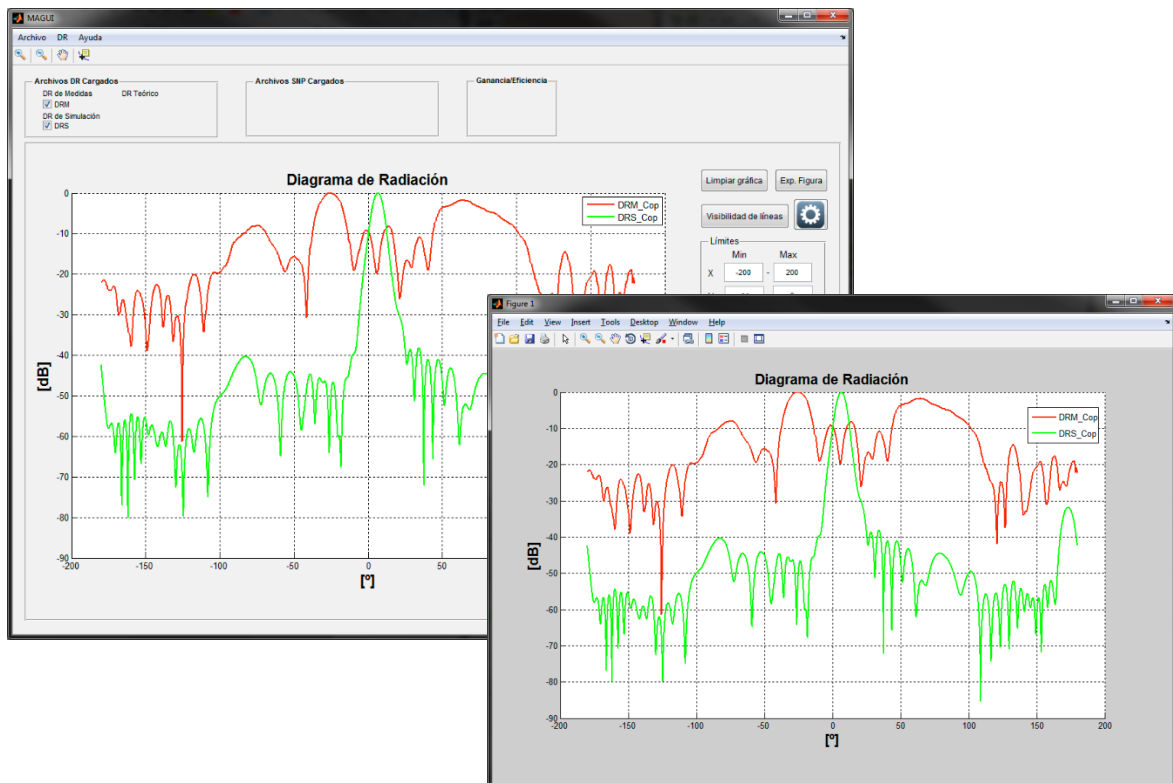 MAGUI
Archivo DR Ayuda
Archivos DR Cargados
DR de Medidas DR Teórico
DRM
DR de Simulación
DRS
Archivos SNP Cargados
Ganancia/Eficiencia
Diagrama de Radiación
DRM_Cop
DRS_Cop
0
-10
-20
-30
-40
-50
-60
-70
-80
-90
[dB]
-200 -150 -100 -50 0 50
[º]
Limpiar gráfica Exp. Figura
Visibilidad de líneas
Límites
Min Max
X -200 - 200
Figure 1
File Edit View Insert Tools Desktop Window Help
Diagrama de Radiación
DRM_Cop
DRS_Cop
0
-10
-20
-30
-40
-50
-60
-70
-80
-90
[dB]
-200 -150 -100 -50 0 50 100 150 200
[º]